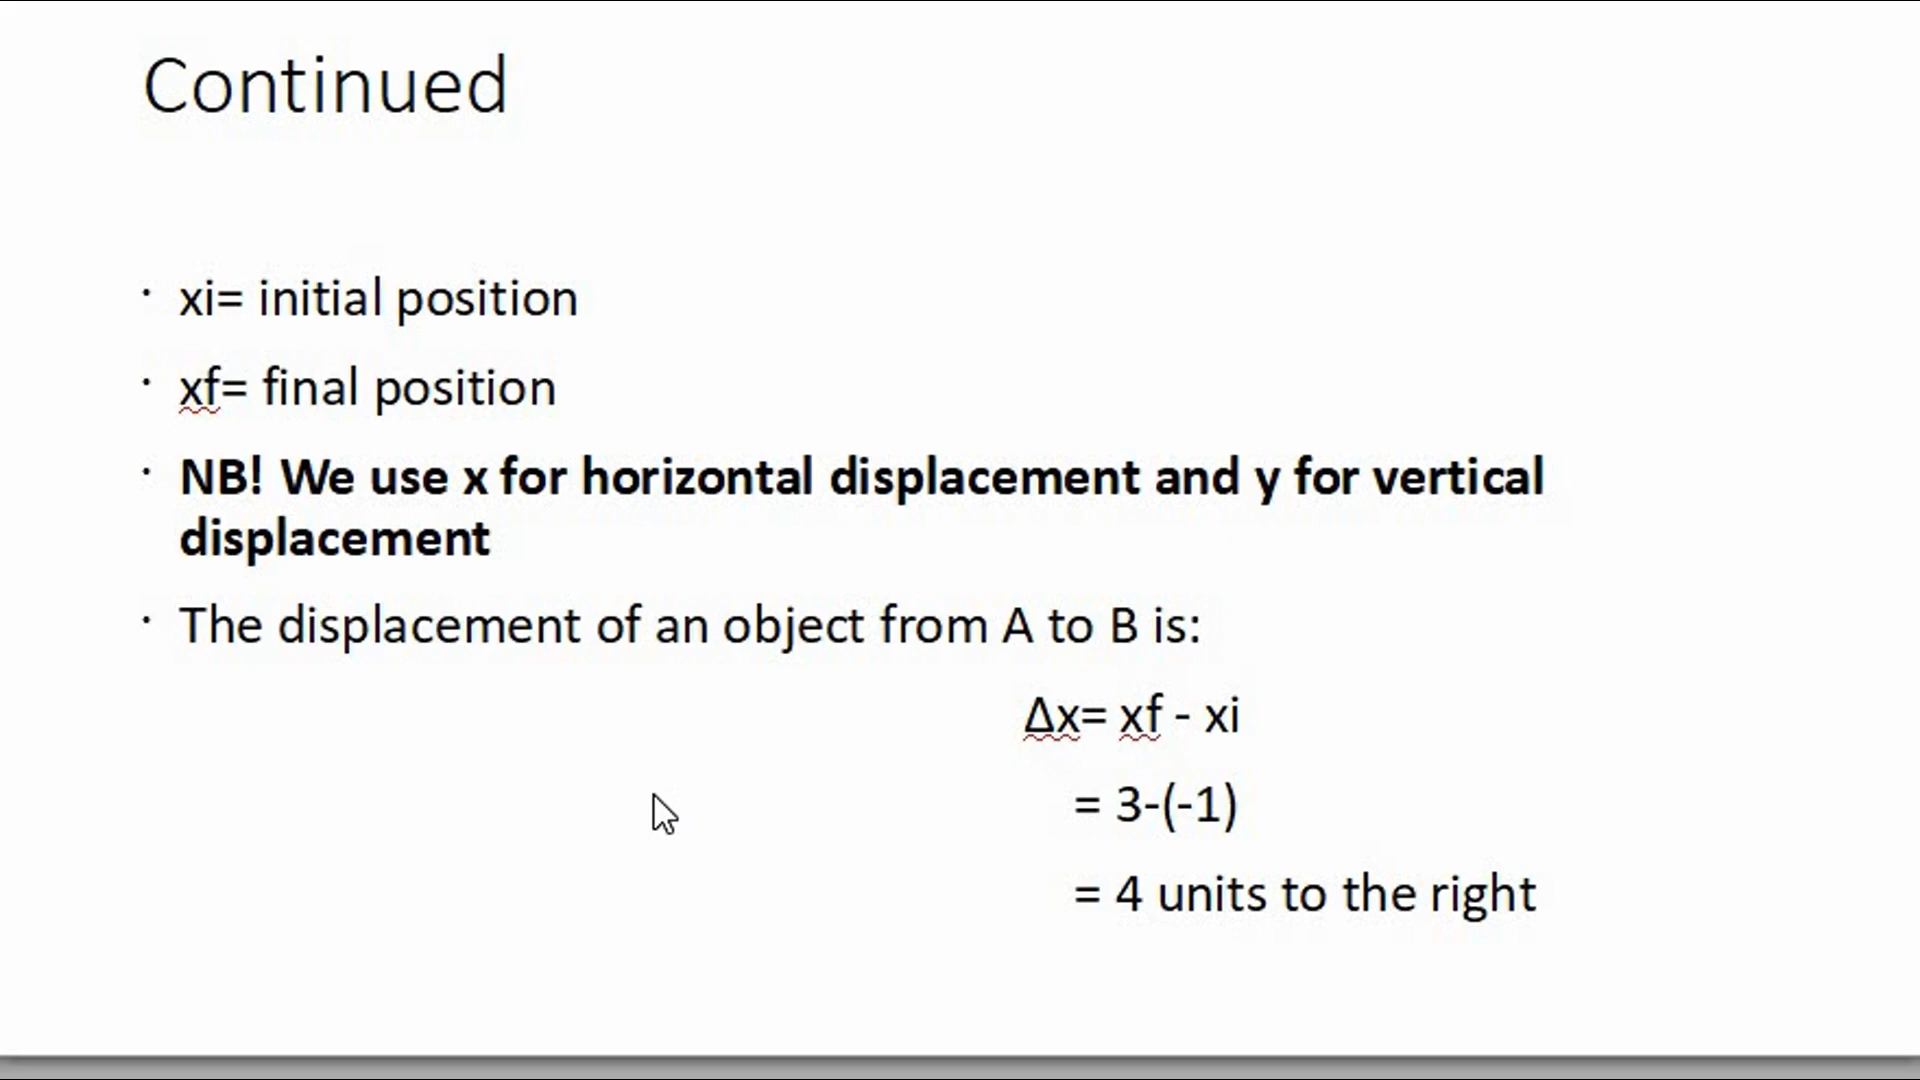 Continued
· xi= initial position
· xf= final position
· NB! We use x for horizontal displacement and y for vertical
displacement
· The displacement of an object from A to B is:
Δx= xf - xi
= 3-(-1)
= 4 units to the right